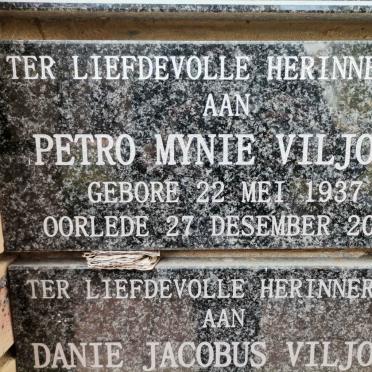 TER LIEFDEVOLLE HERINNE
AAN
PETRO MYNIE VILJO
GEBORE 22 MEI 1937
OORLEDE 27 DESEMBER 20
TER LIEFDEVOLLE HERINNER
AAN
DANIE JACOBUS VILJO